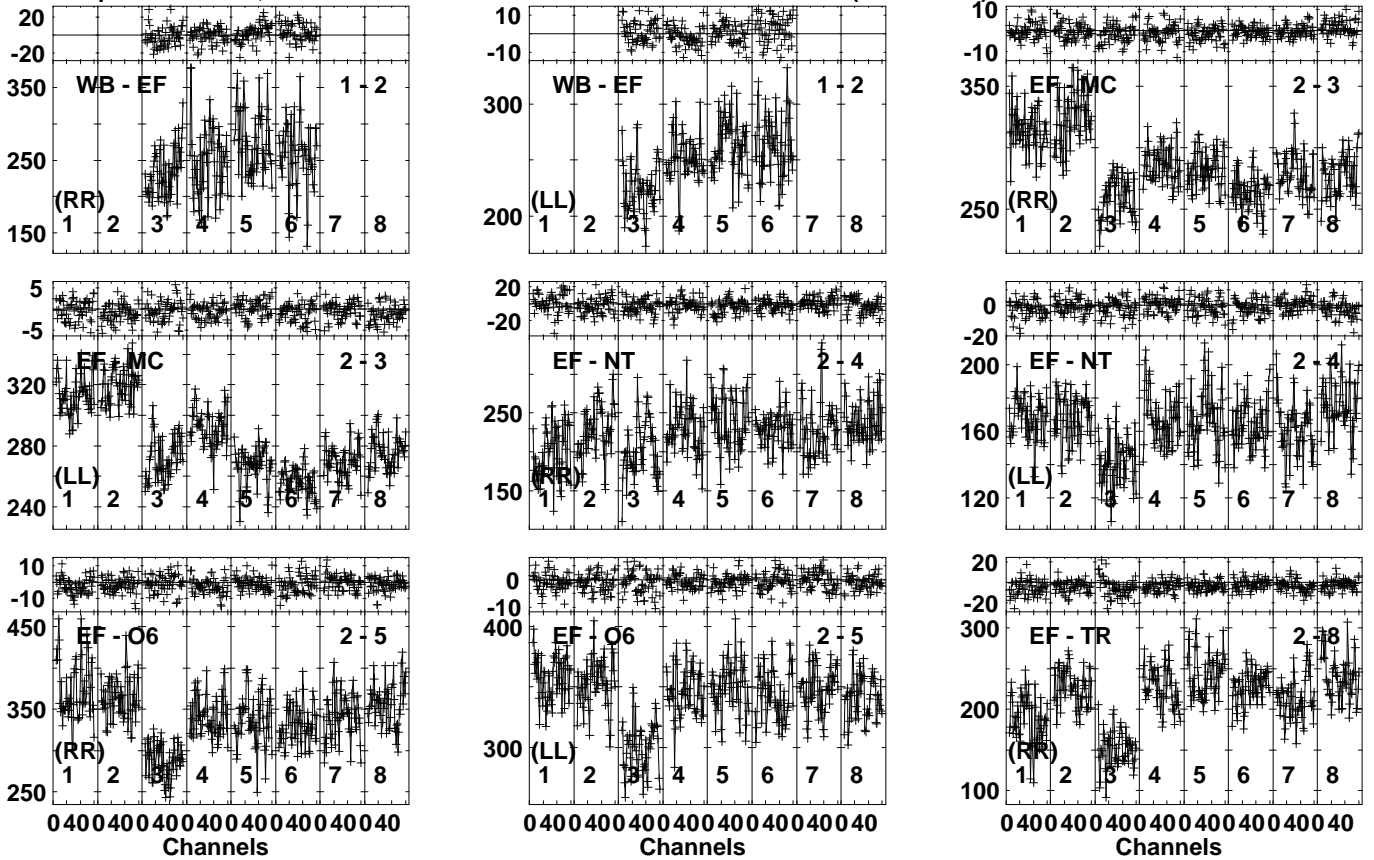 20 10 10
-20 -10 -10
350 WB - EF 1 - 2
300 WB - EF 1 - 2
350 EF - MC 2 - 3
250
150
200
250
(RR) (LL) (RR)
1 2 3 4 5 6 7 8
1 2 3 4 5 6 7 8
1 2 3 4 5 6 7 8
5 20 0
-5 -20 -20
EF - MC 2 - 3
EF - NT 2 - 4
200 EF - NT 2 - 4
320
280
240
250
150
160
120
(LL) (RR) (LL)
1 2 3 4 5 6 7 8
1 2 3 4 5 6 7 8
1 2 3 4 5 6 7 8
10 0 20
-10 -10 -20
450 EF - O6 2 - 5
400 EF - O6 2 - 5
300 EF - TR 2 - 8
350
250
300
200
100
(RR) (LL) (RR)
1 2 3 4 5 6 7 8
1 2 3 4 5 6 7 8
1 2 3 4 5 6 7 8
0 40 0 40 0 40 0 40 0 40 0 40 0 40 0 40
0 40 0 40 0 40 0 40 0 40 0 40 0 40 0 40
0 40 0 40 0 40 0 40 0 40 0 40 0 40 0 40
Channels Channels Channels